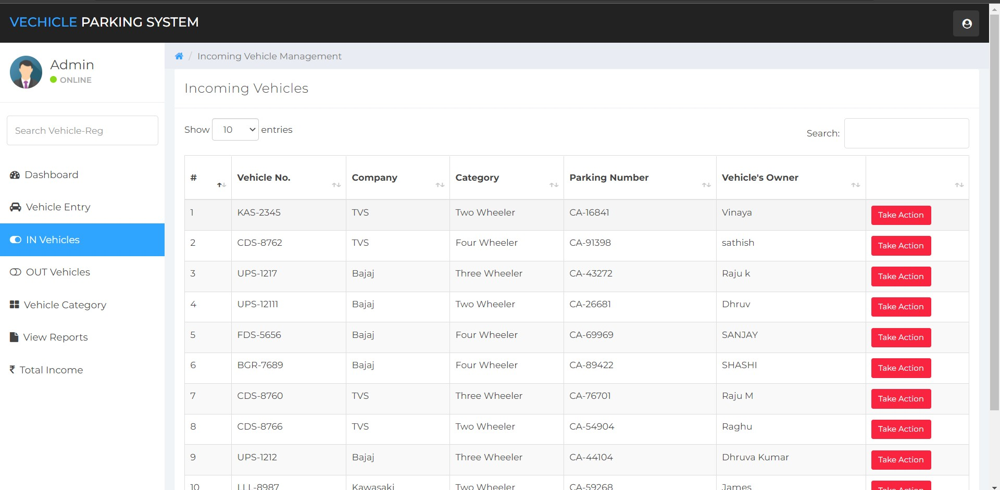 VECHICLE PARKING SYSTEM
Admin
ONLINE
Search Vehicle-Reg
Dashboard
Vehicle Entry
IN Vehicles
OUT Vehicles
Vehicle Category
View Reports
₹ Total Income
/ Incoming Vehicle Management
Incoming Vehicles
Show 10 entries
Search:
# Vehicle No. Company Category Parking Number Vehicle's Owner
1 KAS-2345 TVS Two Wheeler CA-16841 Vinaya Take Action
2 CDS-8762 TVS Four Wheeler CA-91398 sathish Take Action
3 UPS-1217 Bajaj Three Wheeler CA-43272 Raju k Take Action
4 UPS-12111 Bajaj Two Wheeler CA-26681 Dhruv Take Action
5 FDS-5656 Bajaj Four Wheeler CA-69969 SANJAY Take Action
6 BGR-7689 Bajaj Four Wheeler CA-89422 SHASHI Take Action
7 CDS-8760 TVS Three Wheeler CA-76701 Raju M Take Action
8 CDS-8766 TVS Two Wheeler CA-54904 Raghu Take Action
9 UPS-1212 Bajaj Three Wheeler CA-44104 Dhruva Kumar Take Action
10 LLL-8987 Kawasaki Two Wheeler CA-59268 James Take Action